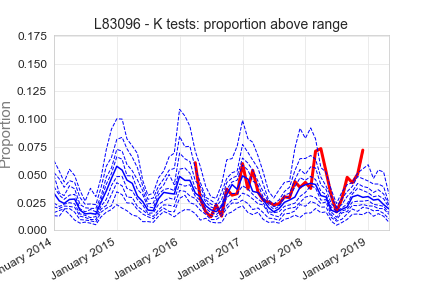 L83096 - K tests: proportion above range
Proportion
0.175
0.150
0.125
0.100
0.075
0.050
0.025
0.000
nuary 2014
January 2015
January 2016
January 2017
January 2018
January 2019